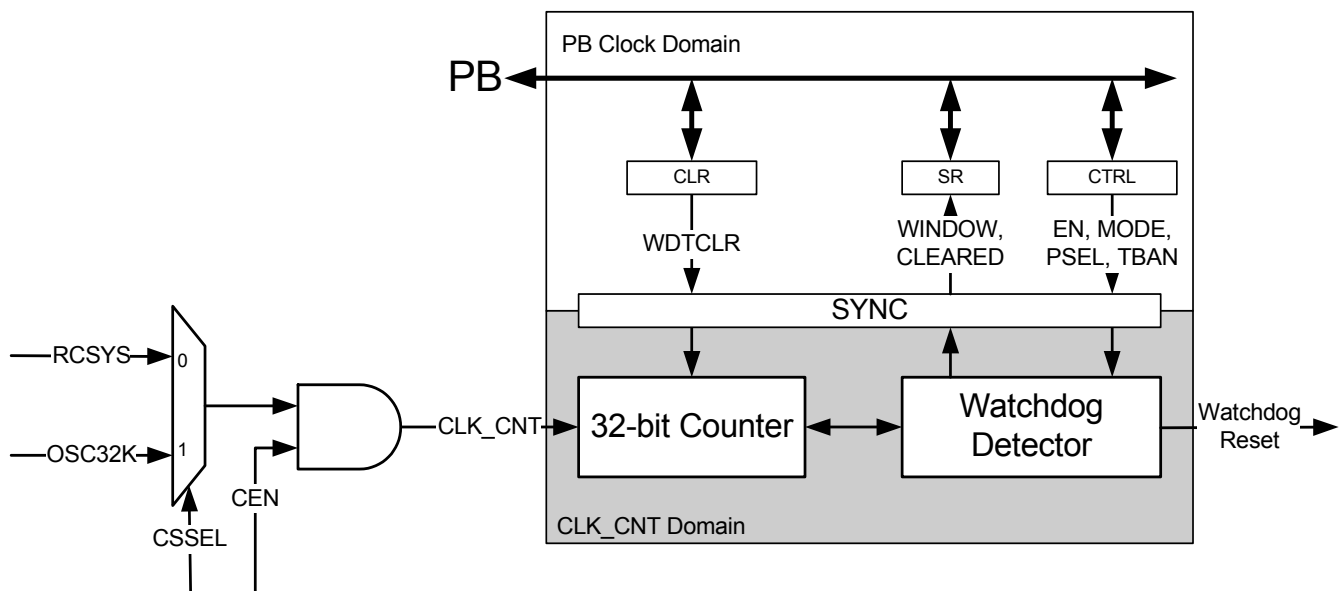 PB Clock Domain
PB
CLR
SR
CTRL
WDTCLR
WINDOW,
CLEARED
EN, MODE,
PSEL, TBAN
SYNC
RCSYS
0
OSC32K
1
CSSEL
CEN
CLK_CNT
32-bit Counter
Watchdog
Detector
Watchdog
Reset
CLK_CNT Domain